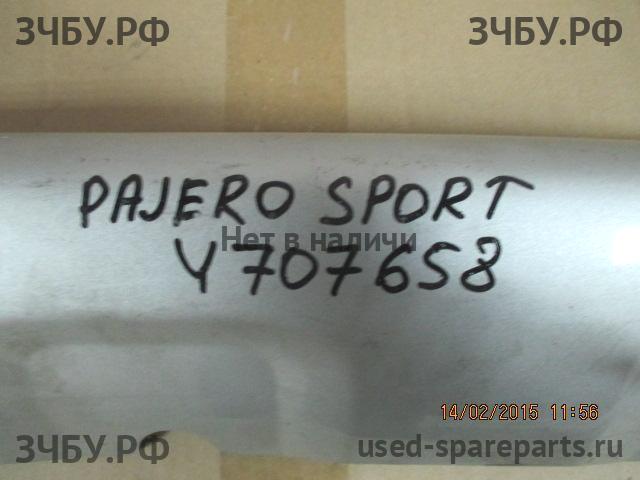 ЗЧБУ.РФ ЗЧБУ.РФ
PAJERO SPORT
Нет в наличи
Y707658
14/02/2015 11:56
ЗЧБУ.РФ used-spareparts.ru